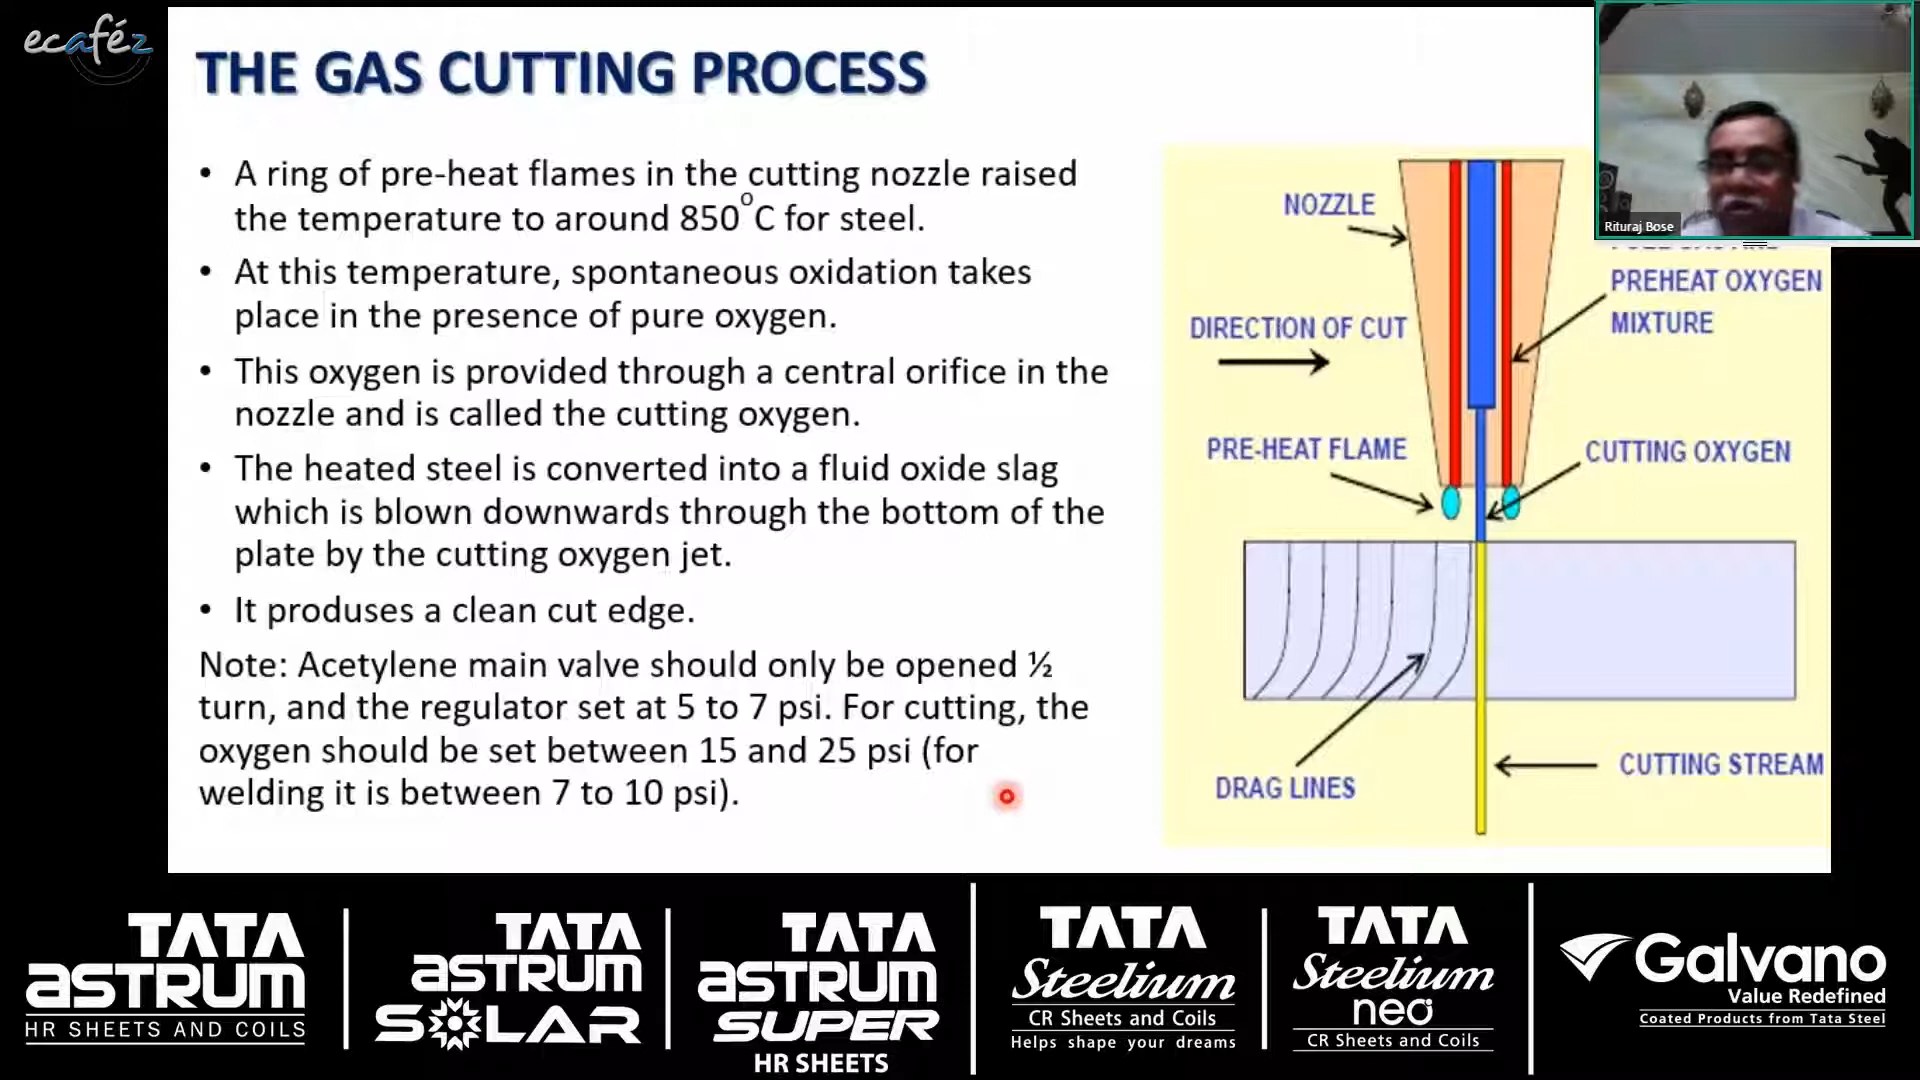 ecaféz
THE GAS CUTTING PROCESS
• A ring of pre-heat flames in the cutting nozzle raised
the temperature to around 850°C for steel.
• At this temperature, spontaneous oxidation takes
place in the presence of pure oxygen.
• This oxygen is provided through a central orifice in the
nozzle and is called the cutting oxygen.
• The heated steel is converted into a fluid oxide slag
which is blown downwards through the bottom of the
plate by the cutting oxygen jet.
• It produses a clean cut edge.
Note: Acetylene main valve should only be opened ½
turn, and the regulator set at 5 to 7 psi. For cutting, the
oxygen should be set between 15 and 25 psi (for
welding it is between 7 to 10 psi).
NOZZLE
DIRECTION OF CUT
PRE-HEAT FLAME
DRAG LINES
PREHEAT OXYGEN
MIXTURE
CUTTING OXYGEN
CUTTING STREAM
Rituraj Bose
TATA
ASTRUM
HR SHEETS AND COILS
TATA
ASTRUM
SOLAR
TATA
ASTRUM
SUPER
HR SHEETS
TATA
Steelium
CR Sheets and Coils
Helps shape your dreams
TATA
Steelium
neo
CR Sheets and Coils
Galvano
Value Redefined
Coated Products from Tata Steel